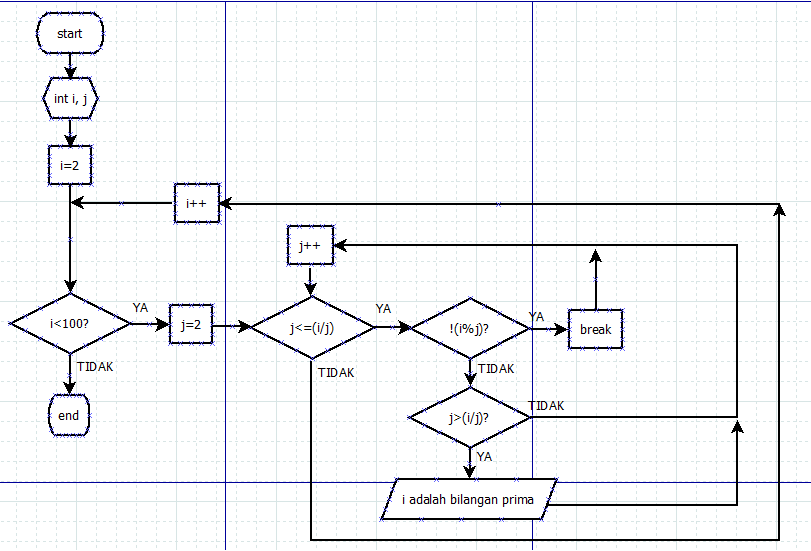 start
int i, j
i=2
i++
j++
i<100?
YA
j=2
j<=(i/j)
YA
!(i%j)?
YA
break
TIDAK
TIDAK
TIDAK
end
j>(i/j)?
TIDAK
YA
i adalah bilangan prima